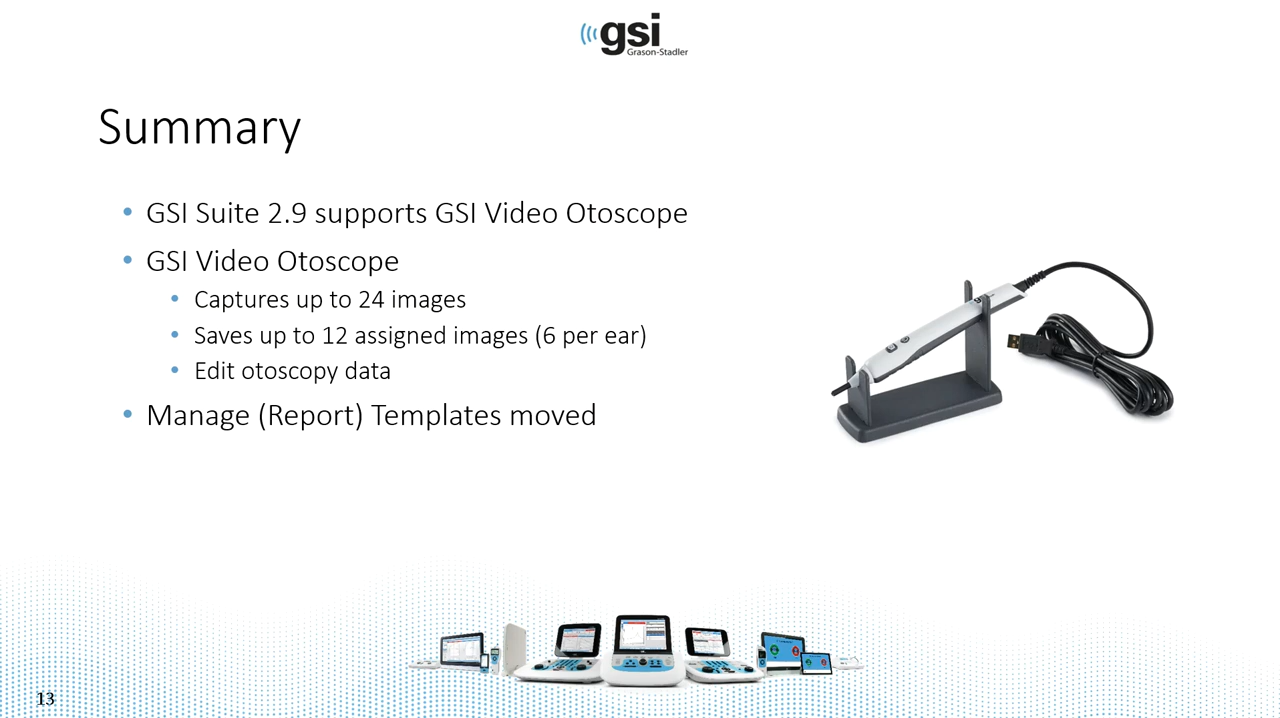 gsi
Grason-Stadler
Summary
• GSI Suite 2.9 supports GSI Video Otoscope
• GSI Video Otoscope
• Captures up to 24 images
• Saves up to 12 assigned images (6 per ear)
• Edit otoscopy data
• Manage (Report) Templates moved
13